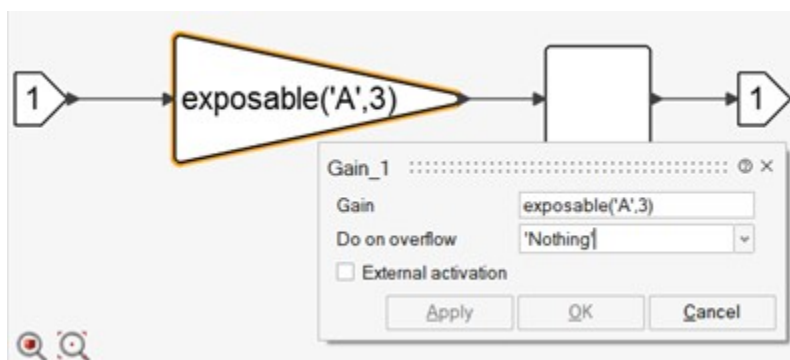 1
exposable('A',3)
1
Gain_1
Gain
exposable('A',3)
Do on overflow
'Nothing'
External activation
Apply
OK
Cancel